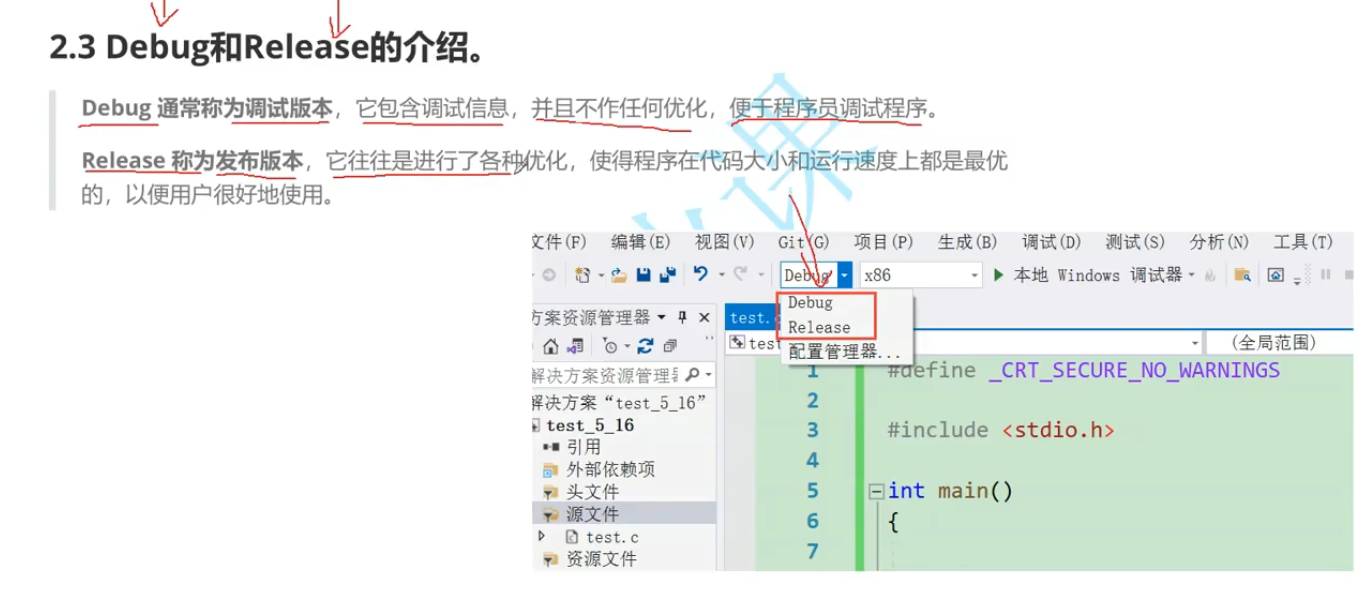 2.3 Debug和Release的介绍。
Debug 通常称为调试版本，它包含调试信息，并且不作任何优化，便于程序员调试程序。
Release 称为发布版本，它往往是进行了各种优化，使得程序在代码大小和运行速度上都是最优
的，以便用户很好地使用。
文件(F) 编辑(E) 视图(V) Git(G) 项目(P) 生成(B) 调试(D) 测试(S) 分析(N) 工具(T)
Debug x86 本地 Windows 调试器
Debug
Release
配置管理器...
方案资源管理器
test.
test
(全局范围)
解决方案资源管理
解决方案“test_5_16”
test_5_16
引用
外部依赖项
头文件
源文件
test.c
资源文件
1 #define _CRT_SECURE_NO_WARNINGS
2
3 #include <stdio.h>
4
5 int main()
6 {
7